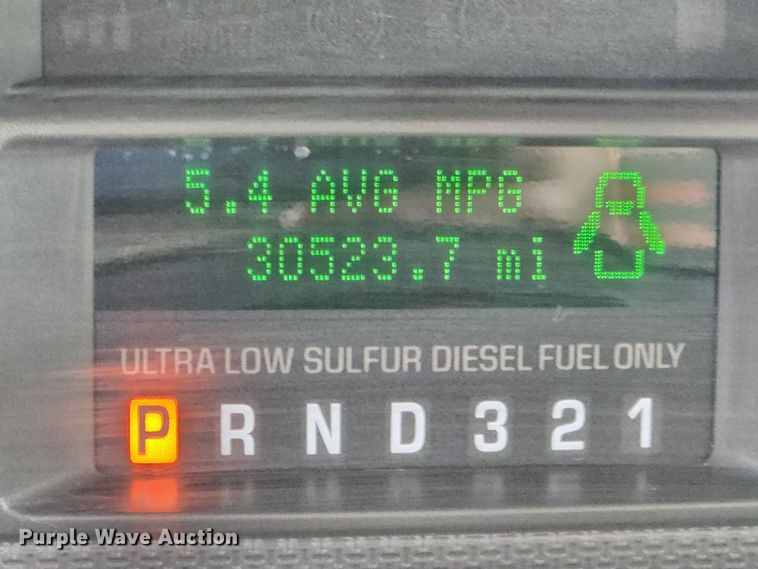 5.4 AVG MPG
30523.7 mi
ULTRA LOW SULFUR DIESEL FUEL ONLY
P R N D 3 2 1
Purple Wave Auction